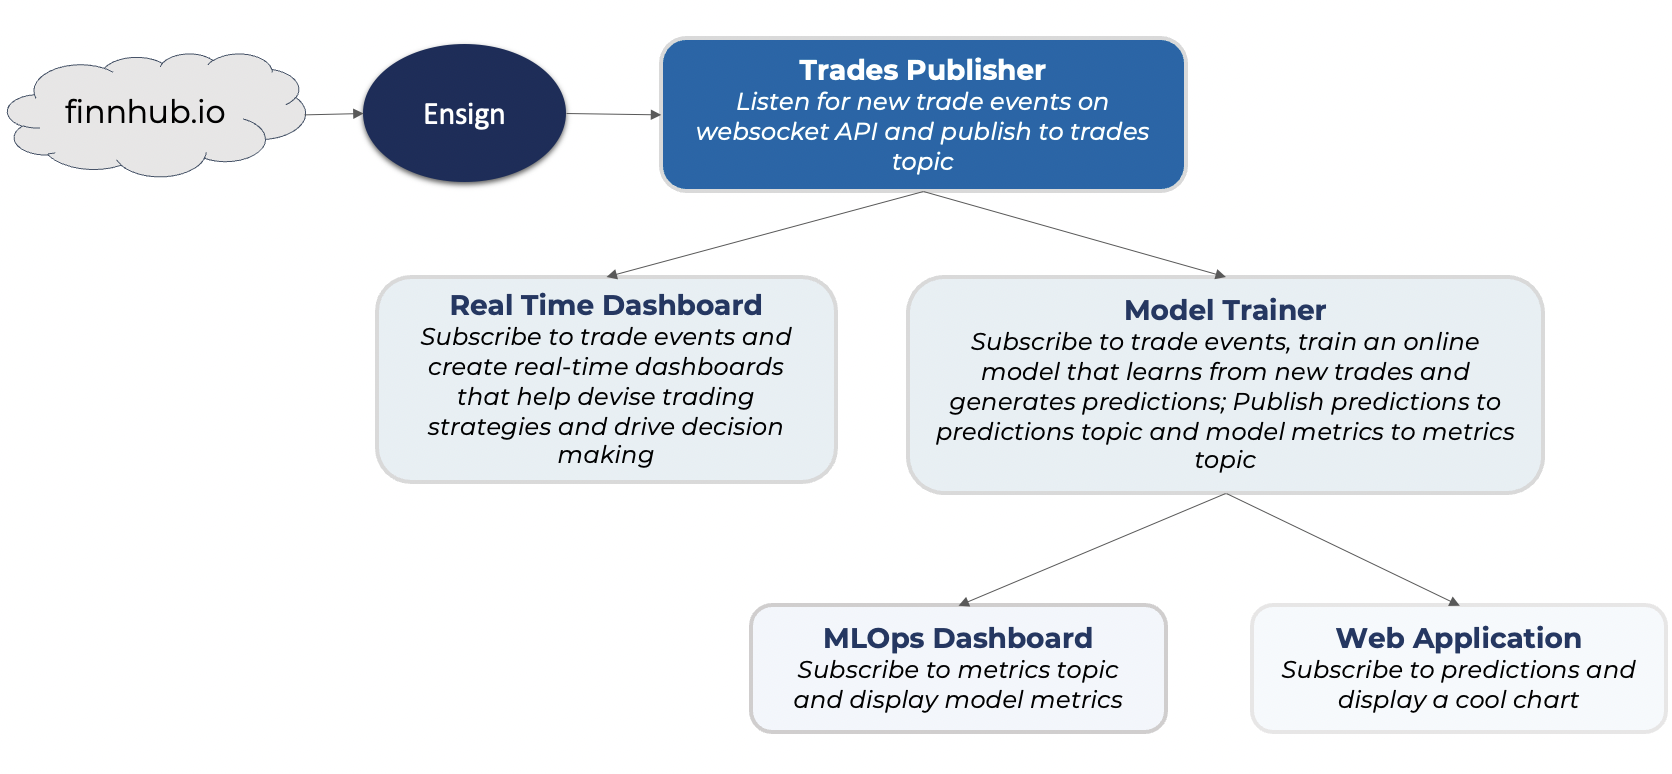 finnhub.io
Ensign
Trades Publisher
Listen for new trade events on
websocket API and publish to trades
topic
Real Time Dashboard
Subscribe to trade events and
create real-time dashboards
that help devise trading
strategies and drive decision
making
Model Trainer
Subscribe to trade events, train an online
model that learns from new trades and
generates predictions; Publish predictions to
predictions topic and model metrics to metrics
topic
MLOps Dashboard
Subscribe to metrics topic
and display model metrics
Web Application
Subscribe to predictions and
display a cool chart